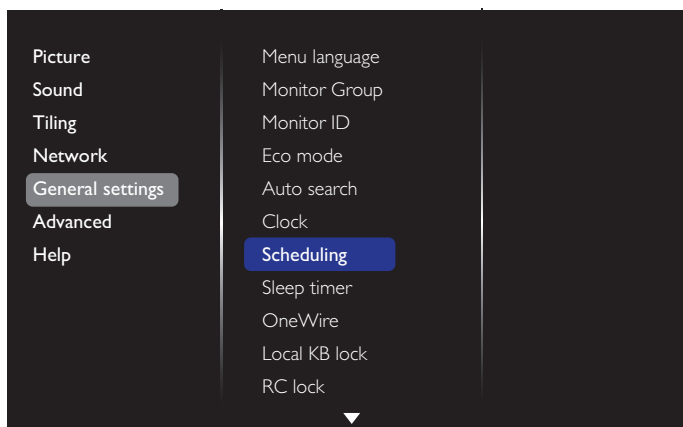 Picture
Sound
Tiling
Network
General settings
Advanced
Help
Menu language
Monitor Group
Monitor ID
Eco mode
Auto search
Clock
Scheduling
Sleep timer
OneWire
Local KB lock
RC lock